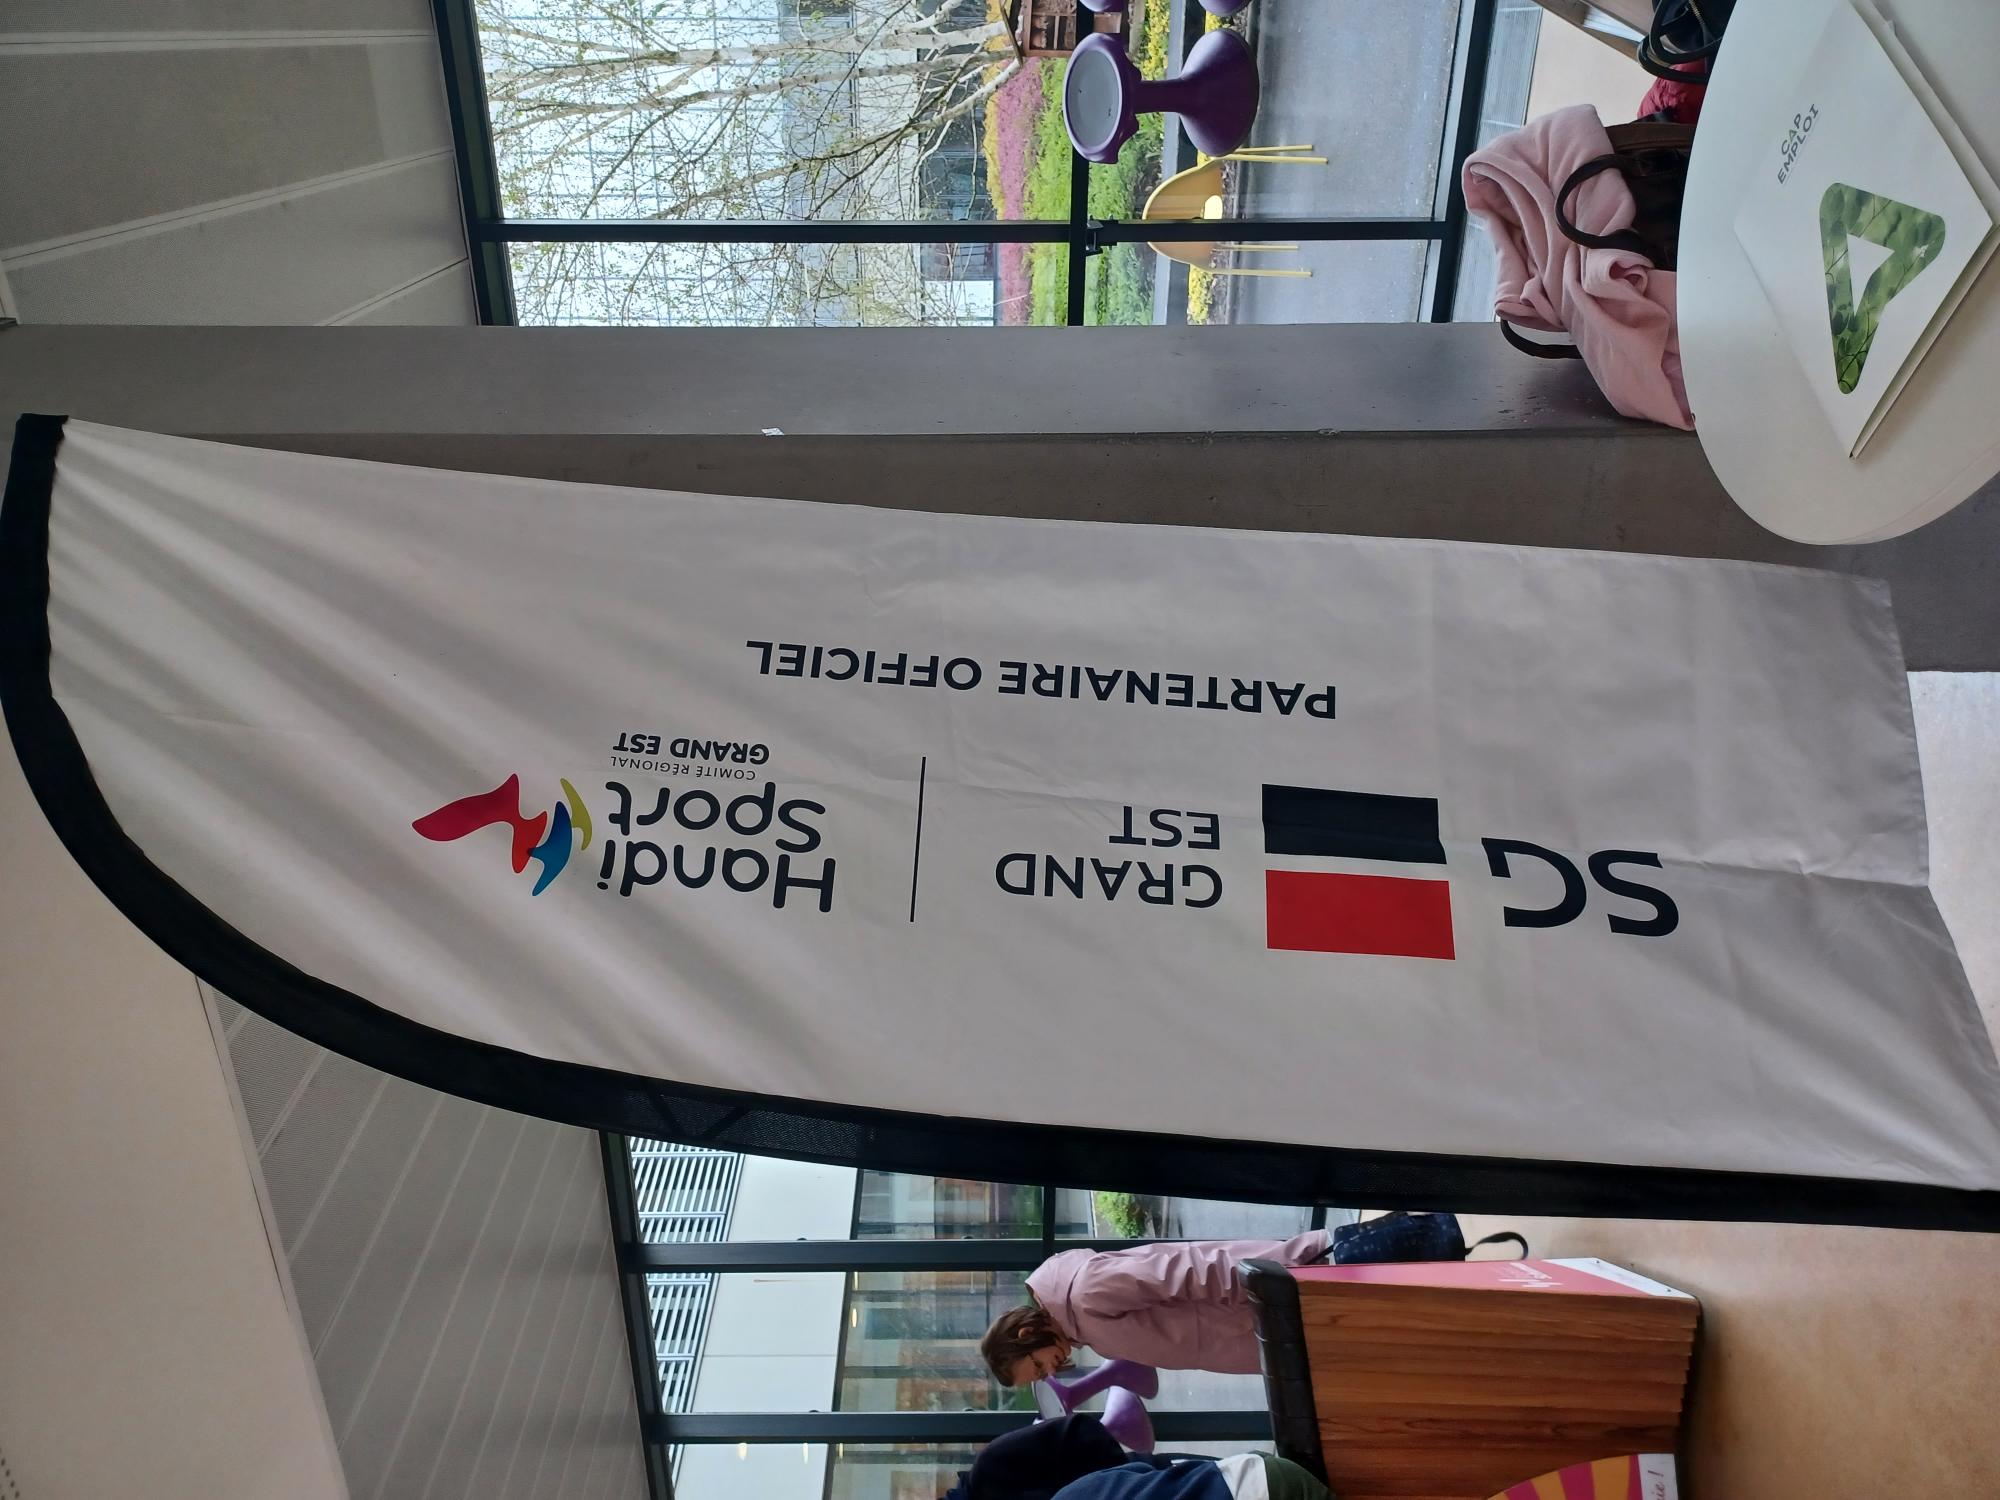 SG
GRAND
EST
Handi
Sport
COMITÉ RÉGIONAL
GRAND EST
PARTENAIRE OFFICIEL
CAP
EMPLOI